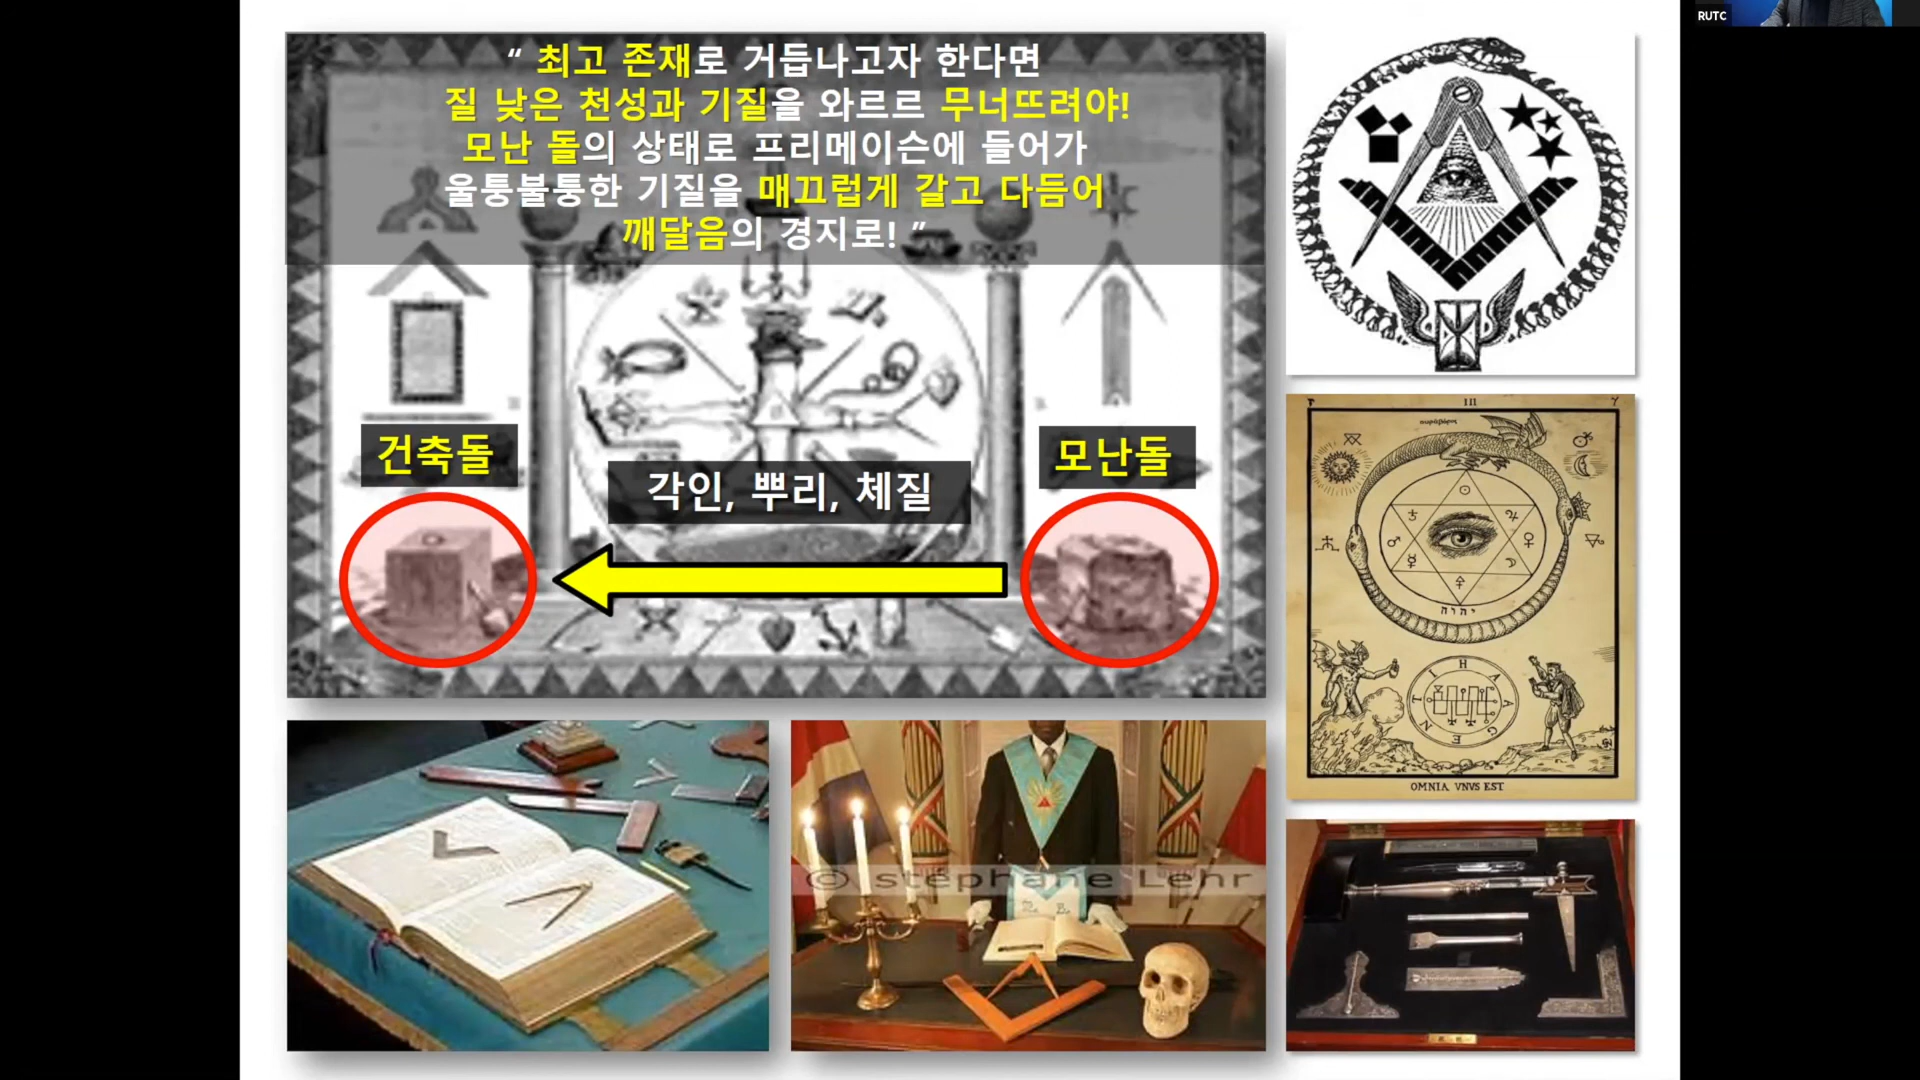 RUTC
“ 최고 존재로 거듭나고자 한다면
질 낮은 천성과 기질을 와르르 무너뜨려야!
모난 돌의 상태로 프리메이슨에 들어가
울퉁불퉁한 기질을 매끄럽게 갈고 다듬어
깨달음의 경지로! ”
건축돌
각인, 뿌리, 체질
모난돌
III
יהוה
OMNIA VNVS EST
© stephane Lehr